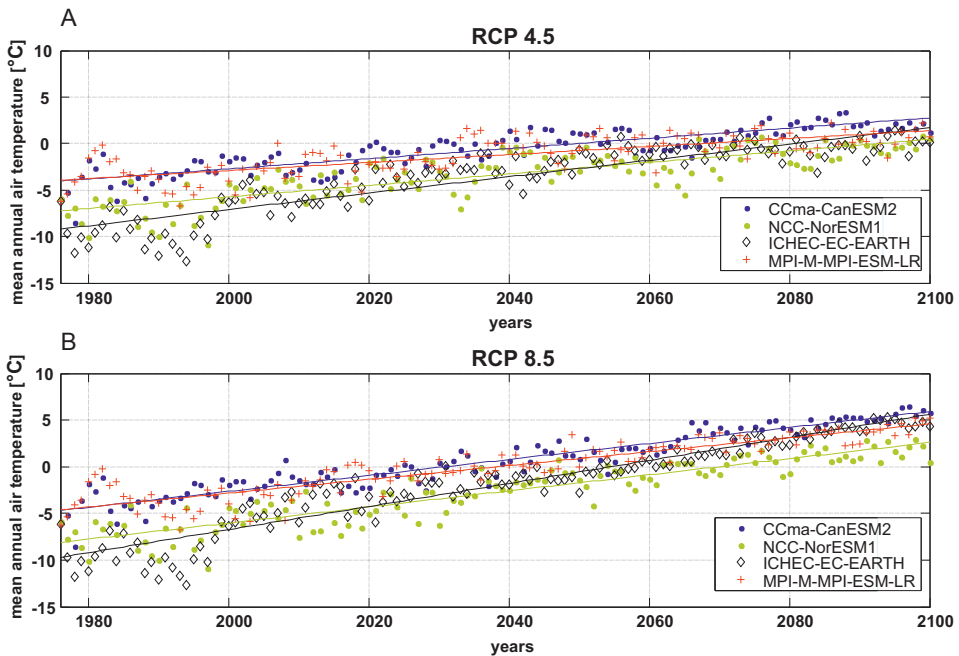 A
RCP 4.5
mean annual air temperature [°C]
10
5
0
-5
-10
-15
CCma-CanESM2
NCC-NorESM1
ICHEC-EC-EARTH
MPI-M-MPI-ESM-LR
1980 2000 2020 2040 2060 2080 2100
years
B
RCP 8.5
mean annual air temperature [°C]
10
5
0
-5
-10
-15
CCma-CanESM2
NCC-NorESM1
ICHEC-EC-EARTH
MPI-M-MPI-ESM-LR
1980 2000 2020 2040 2060 2080 2100
years